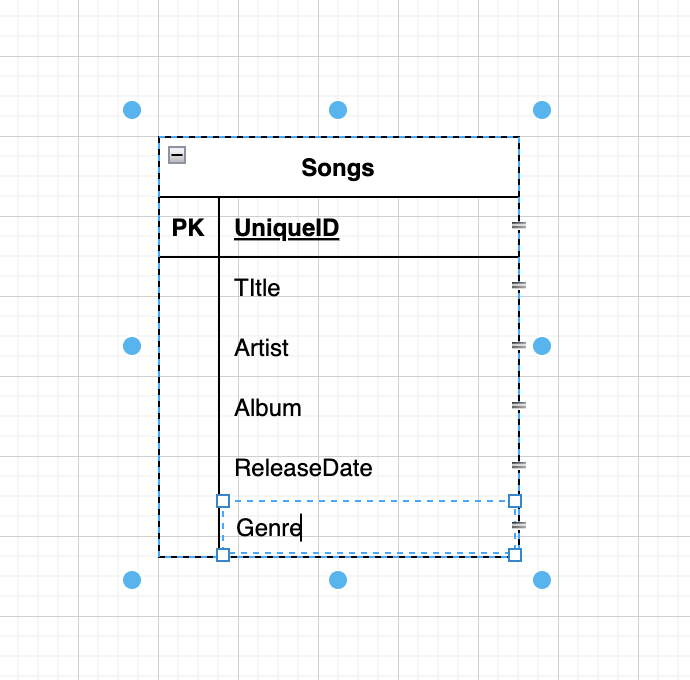 Songs
PK UniqueID
TItle
Artist
Album
ReleaseDate
Genre